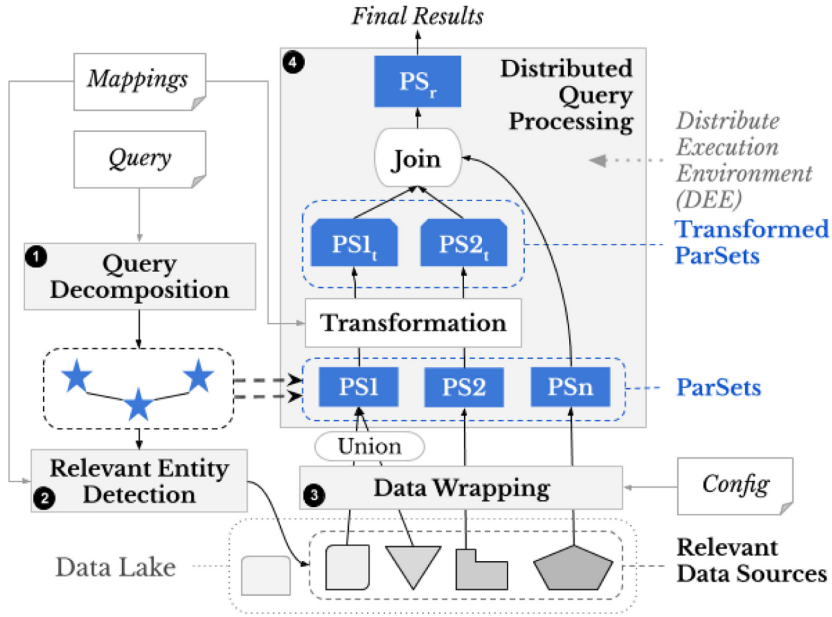 Final Results
4
Mappings
PSr
Distributed
Query
Processing
Query
Join
Distribute
Execution
Environment
(DEE)
1
Query
Decomposition
PS1t
PS2t
Transformed
ParSets
Transformation
PS1
PS2
PSn
ParSets
Union
2
Relevant Entity
Detection
3
Data Wrapping
Config
Data Lake
Relevant
Data Sources